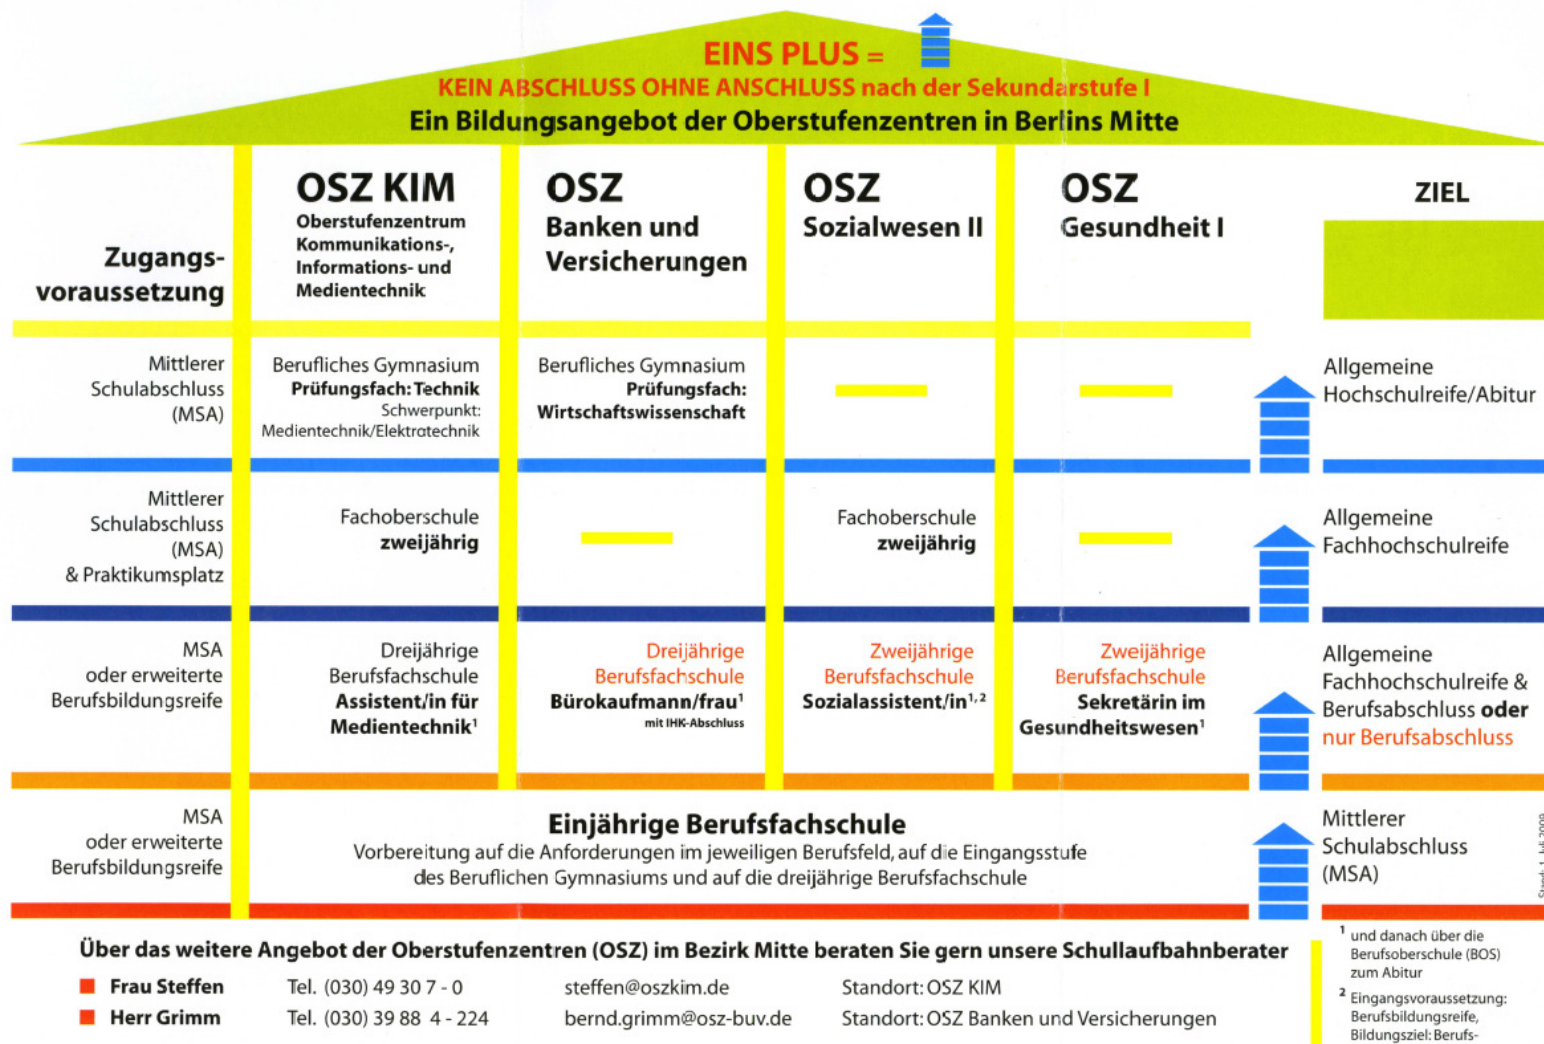 EINS PLUS =
KEIN ABSCHLUSS OHNE ANSCHLUSS nach der Sekundarstufe I
Ein Bildungsangebot der Oberstufenzentren in Berlins Mitte
Zugangs-
voraussetzung
OSZ KIM
Oberstufenzentrum
Kommunikations-,
Informations- und
Medientechnik
OSZ
Banken und
Versicherungen
OSZ
Sozialwesen II
OSZ
Gesundheit I
ZIEL
Mittlerer
Schulabschluss
(MSA)
Berufliches Gymnasium
Prüfungsfach: Technik
Schwerpunkt:
Medientechnik/Elektratechnik
Berufliches Gymnasium
Prüfungsfach:
Wirtschaftswissenschaft
Allgemeine
Hochschulreife/Abitur
Mittlerer
Schulabschluss
(MSA)
& Praktikumsplatz
Fachoberschule
zweijährig
Fachoberschule
zweijährig
Allgemeine
Fachhochschulreife
MSA
oder erweiterte
Berufsbildungsreife
Dreijährige
Berufsfachschule
Assistent/in für
Medientechnik¹
Dreijährige
Berufsfachschule
Bürokaufmann/frau¹
mit IHK-Abschluss
Zweijährige
Berufsfachschule
Sozialassistent/in¹,²
Zweijährige
Berufsfachschule
Sekretärin im
Gesundheitswesen¹
Allgemeine
Fachhochschulreife &
Berufsabschluss oder
nur Berufsabschluss
MSA
oder erweiterte
Berufsbildungsreife
Einjährige Berufsfachschule
Vorbereitung auf die Anforderungen im jeweiligen Berufsfeld, auf die Eingangsstufe
des Beruflichen Gymnasiums und auf die dreijährige Berufsfachschule
Mittlerer
Schulabschluss
(MSA)
Stand: 1. Juli 2009
Über das weitere Angebot der Oberstufenzentren (OSZ) im Bezirk Mitte beraten Sie gern unsere Schullaufbahnberater
Frau Steffen Tel. (030) 49 30 7 - 0 steffen@oszkim.de Standort: OSZ KIM
Herr Grimm Tel. (030) 39 88 4 - 224 bernd.grimm@osz-buv.de Standort: OSZ Banken und Versicherungen
¹ und danach über die
Berufsoberschule (BOS)
zum Abitur
² Eingangsvoraussetzung:
Berufsbildungsreife,
Bildungsziel: Berufs-